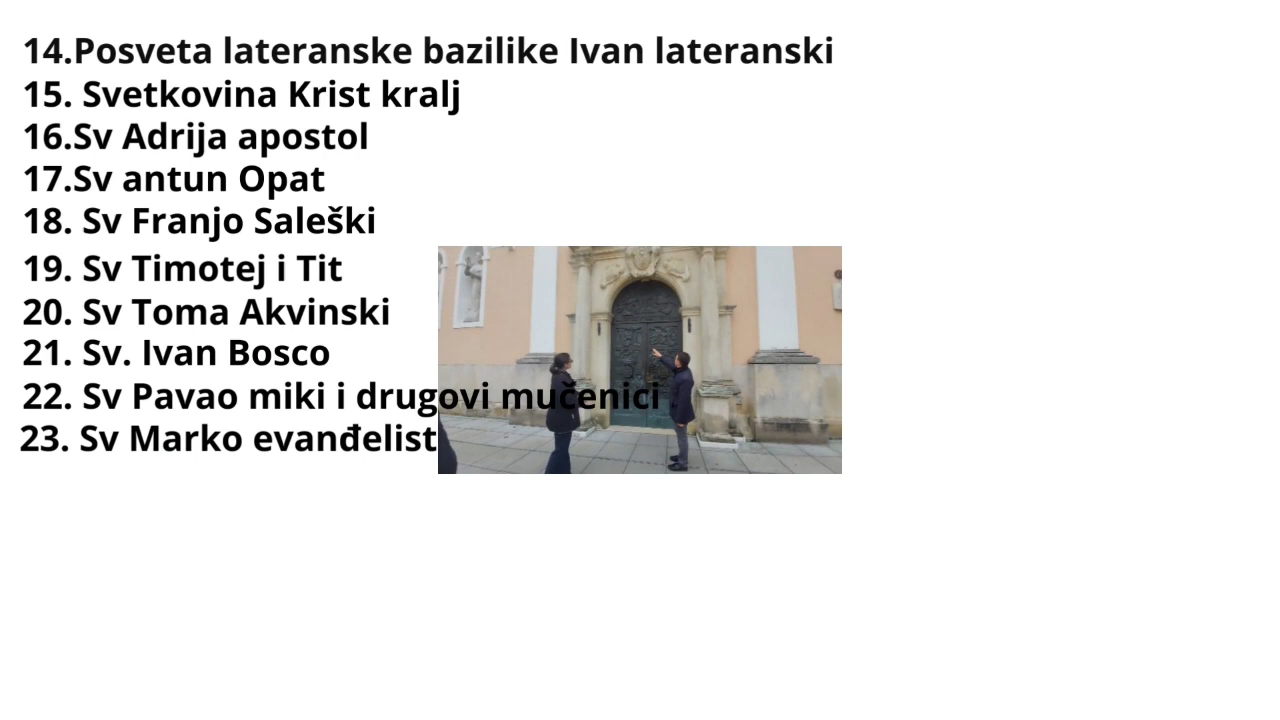 14.Posveta lateranske bazilike Ivan lateranski
15. Svetkovina Krist kralj
16.Sv Adrija apostol
17.Sv antun Opat
18. Sv Franjo Saleški
19. Sv Timotej i Tit
20. Sv Toma Akvinski
21. Sv. Ivan Bosco
22. Sv Pavao miki i drugovi mučenici
23. Sv Marko evanđelist